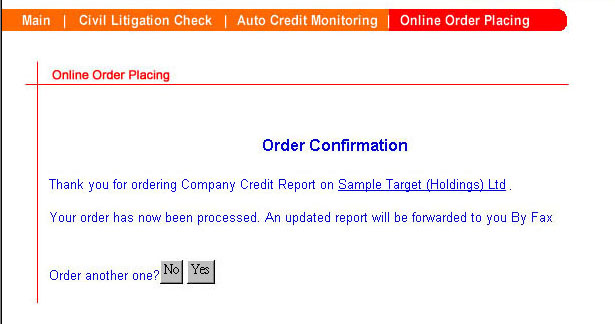 Main | Civil Litigation Check | Auto Credit Monitoring | Online Order Placing
Online Order Placing
Order Confirmation
Thank you for ordering Company Credit Report on Sample Target (Holdings) Ltd .
Your order has now been processed. An updated report will be forwarded to you By Fax
Order another one? No Yes